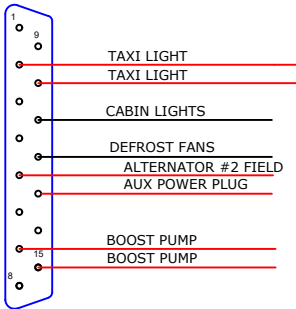 1
9
TAXI LIGHT
TAXI LIGHT
CABIN LIGHTS
DEFROST FANS
ALTERNATOR #2 FIELD
AUX POWER PLUG
BOOST PUMP
15
BOOST PUMP
8